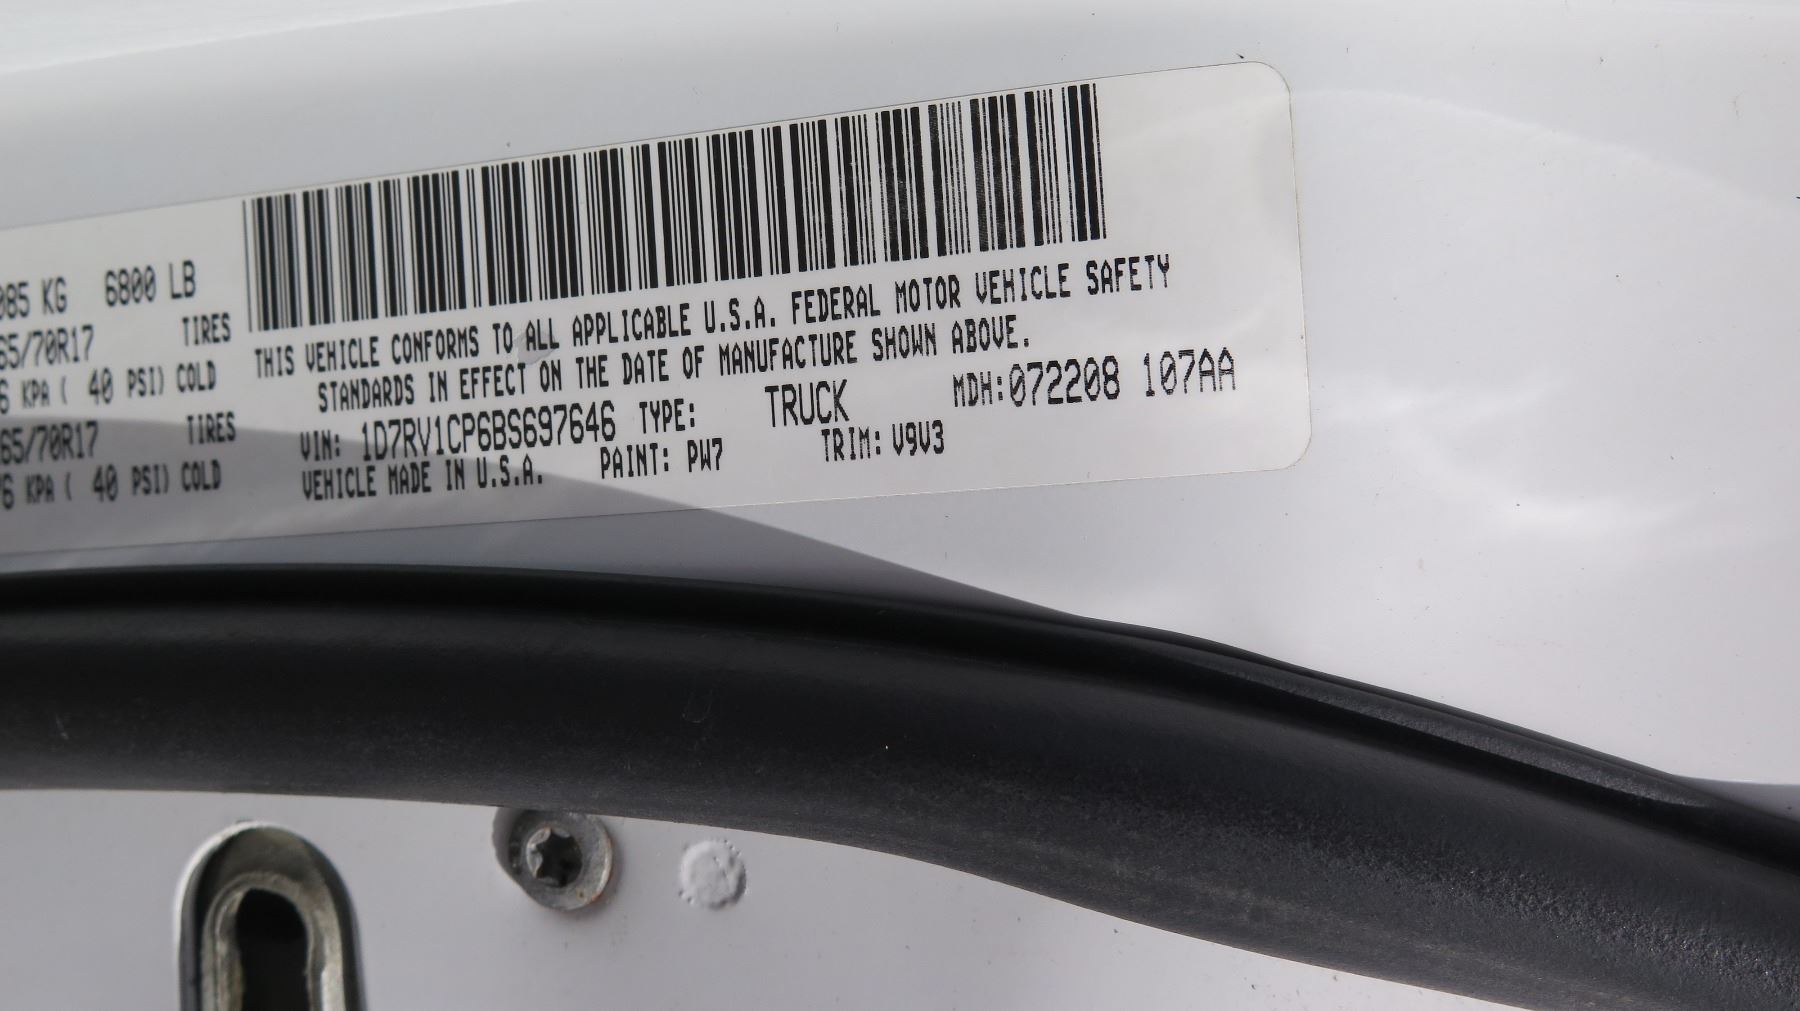 085 KG 6800 LB
65/70R17 TIRES
6 KPA ( 40 PSI) COLD
65/70R17 TIRES
76 KPA ( 40 PSI) COLD
THIS VEHICLE CONFORMS TO ALL APPLICABLE U.S.A. FEDERAL MOTOR VEHICLE SAFETY
STANDARDS IN EFFECT ON THE DATE OF MANUFACTURE SHOWN ABOVE.
VIN: 1D7RV1CP6BS697646 TYPE: TRUCK MDH:072208 107AA
VEHICLE MADE IN U.S.A. PAINT: PW7 TRIM: V9V3